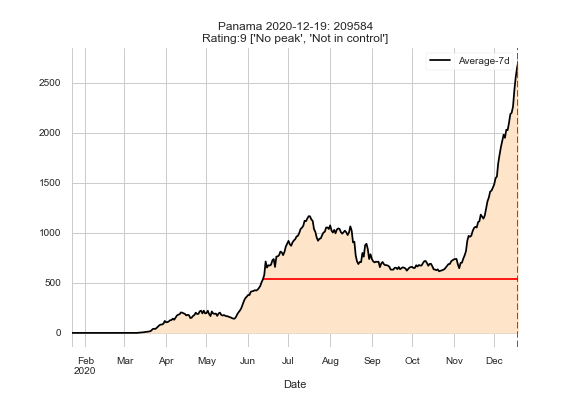 Panama 2020-12-19: 209584
Rating:9 ['No peak', 'Not in control']
Average-7d
2500
2000
1500
1000
500
0
Feb Mar Apr May Jun Jul Aug Sep Oct Nov Dec
2020
Date